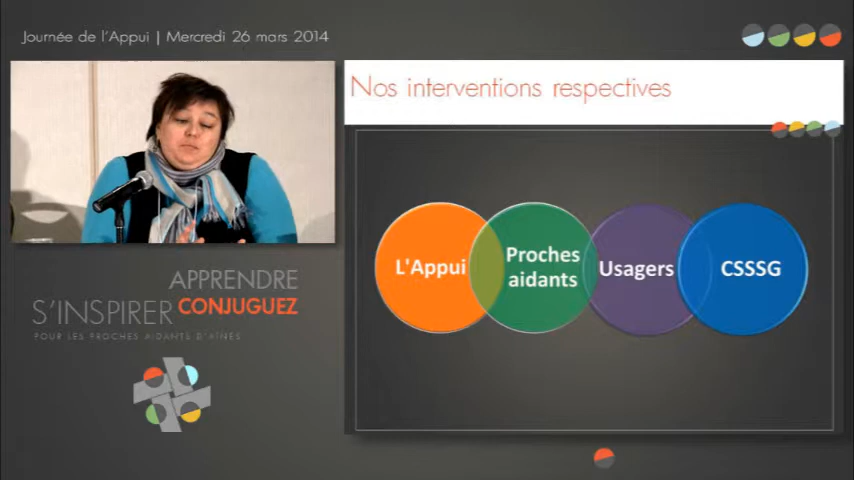 Journée de l'Appui | Mercredi 26 mars 2014
Nos interventions respectives
L'Appui
Proches
aidants
Usagers
CSSSG
APPRENDRE
S'INSPIRER CONJUGUEZ
POUR LES PROCHES AIDANTS D'AÎNÉS